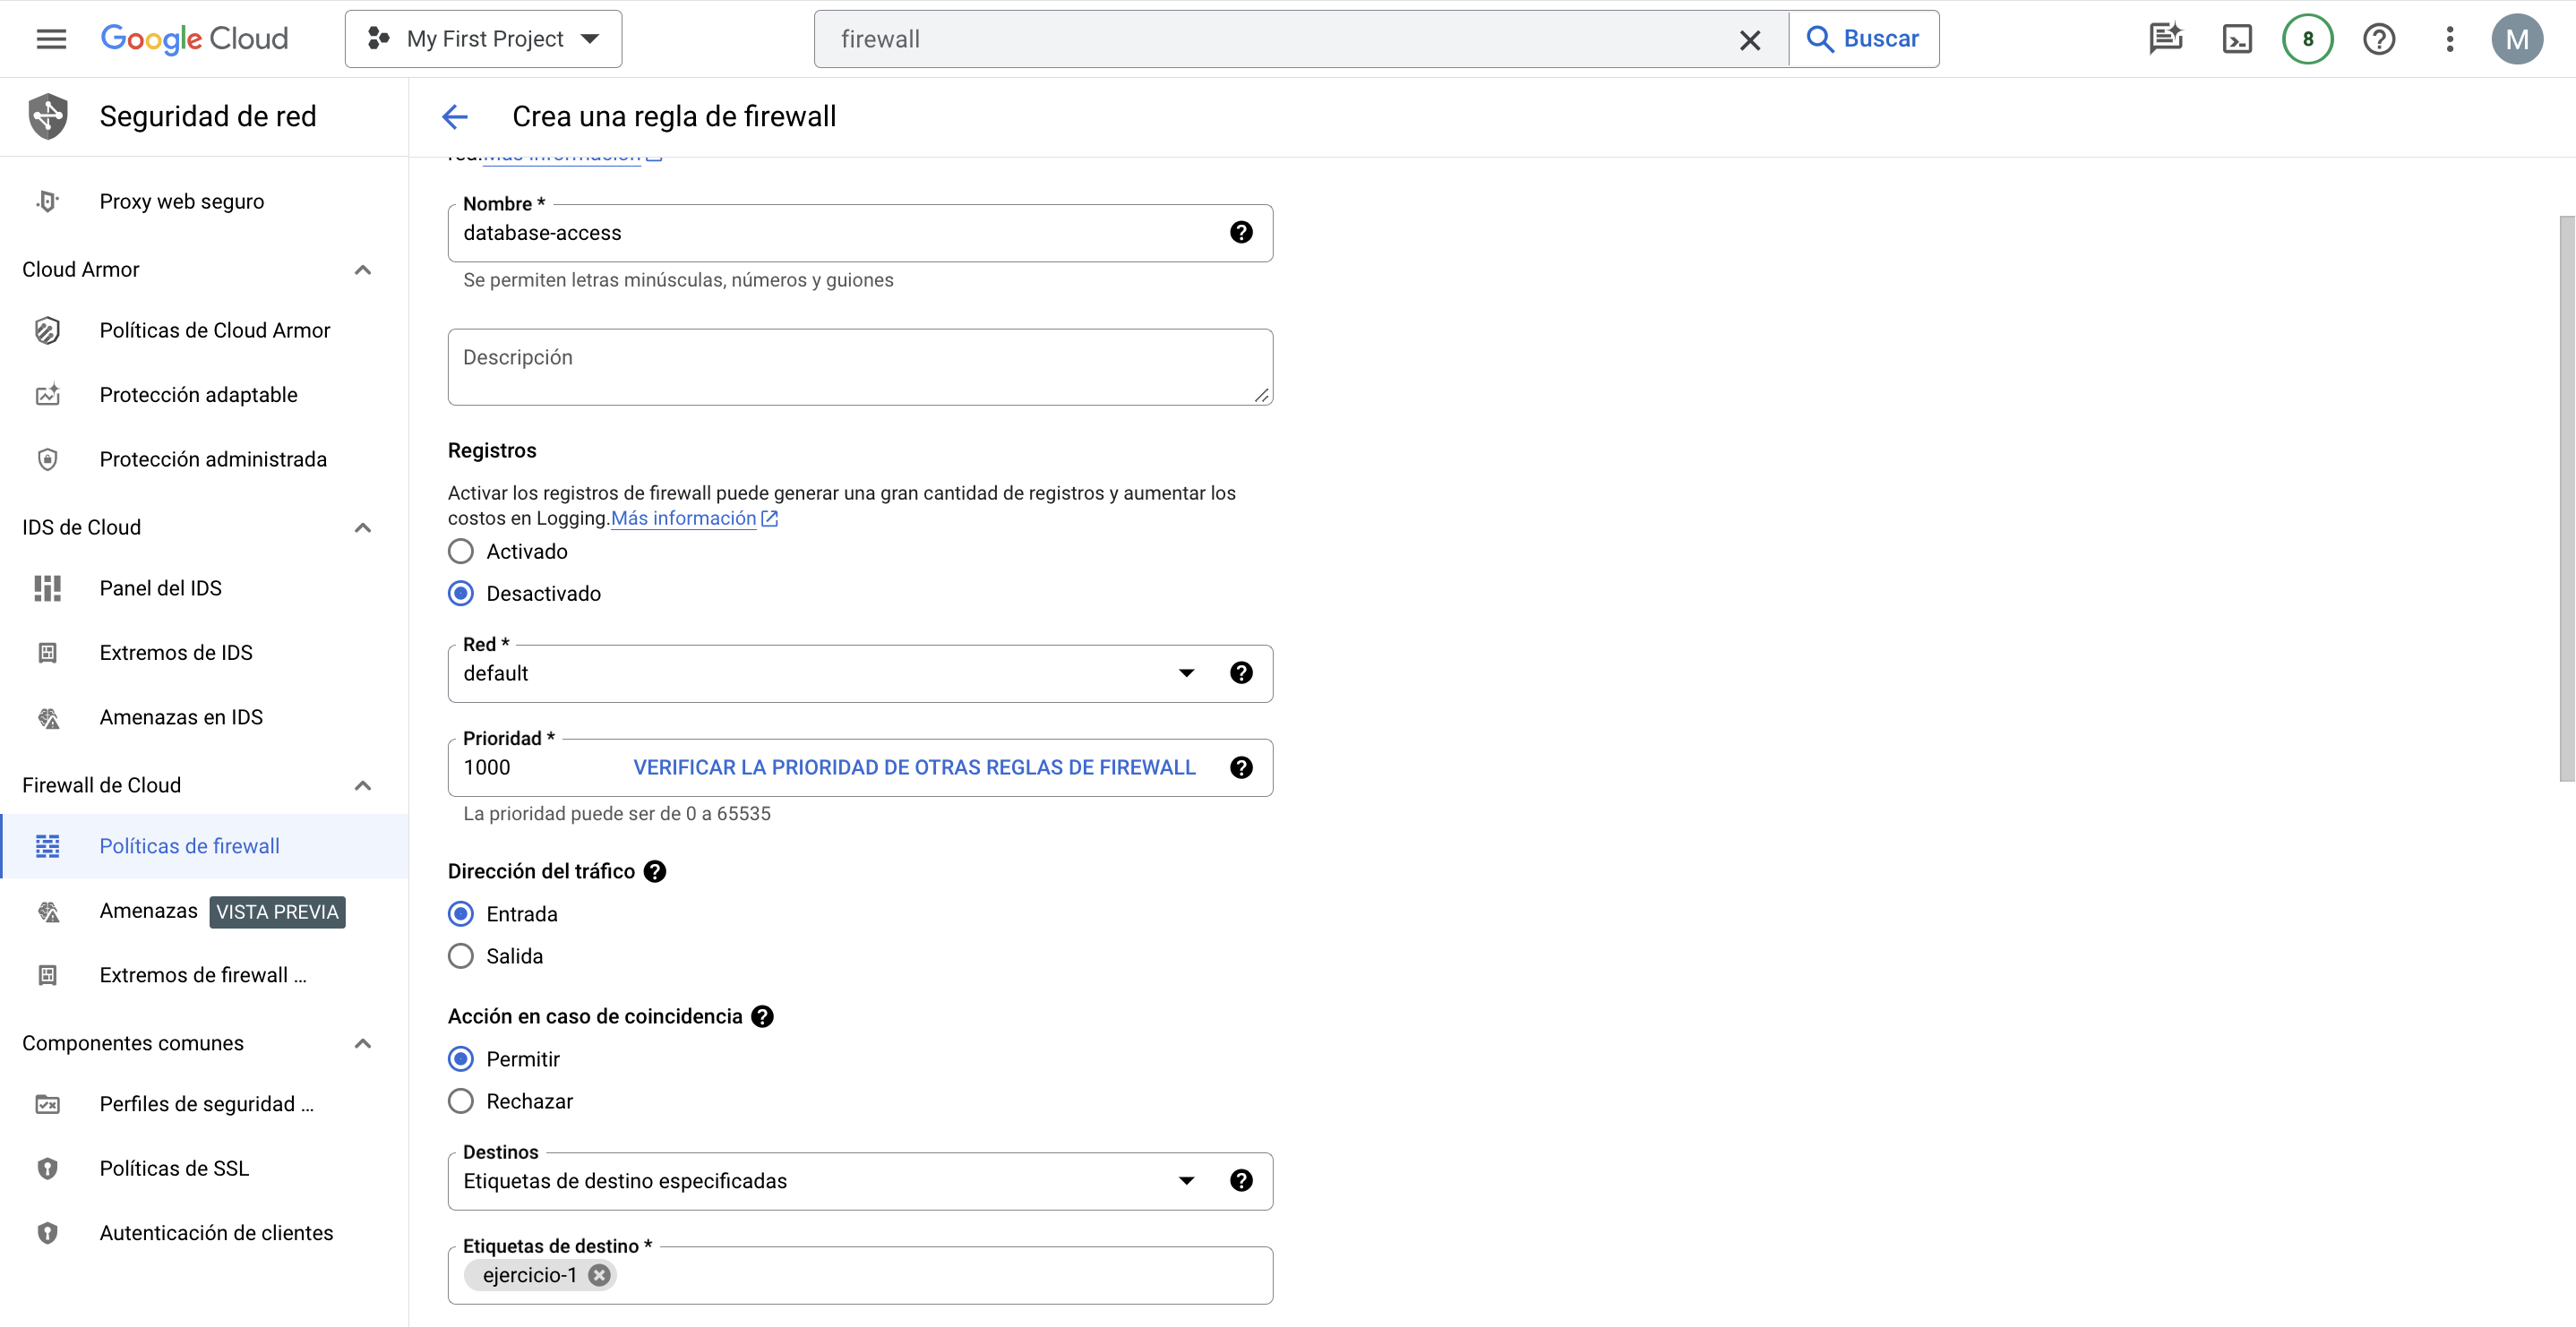 Google Cloud
My First Project
firewall
Buscar
8
M
Seguridad de red
Crea una regla de firewall
Proxy web seguro
Cloud Armor
Políticas de Cloud Armor
Protección adaptable
Protección administrada
IDS de Cloud
Panel del IDS
Extremos de IDS
Amenazas en IDS
Firewall de Cloud
Políticas de firewall
Amenazas VISTA PREVIA
Extremos de firewall ...
Componentes comunes
Perfiles de seguridad ...
Políticas de SSL
Autenticación de clientes
red.Más información
Nombre *
database-access
Se permiten letras minúsculas, números y guiones
Descripción
Registros
Activar los registros de firewall puede generar una gran cantidad de registros y aumentar los
costos en Logging.Más información
Activado
Desactivado
Red *
default
Prioridad *
1000 VERIFICAR LA PRIORIDAD DE OTRAS REGLAS DE FIREWALL
La prioridad puede ser de 0 a 65535
Dirección del tráfico
Entrada
Salida
Acción en caso de coincidencia
Permitir
Rechazar
Destinos
Etiquetas de destino especificadas
Etiquetas de destino *
ejercicio-1